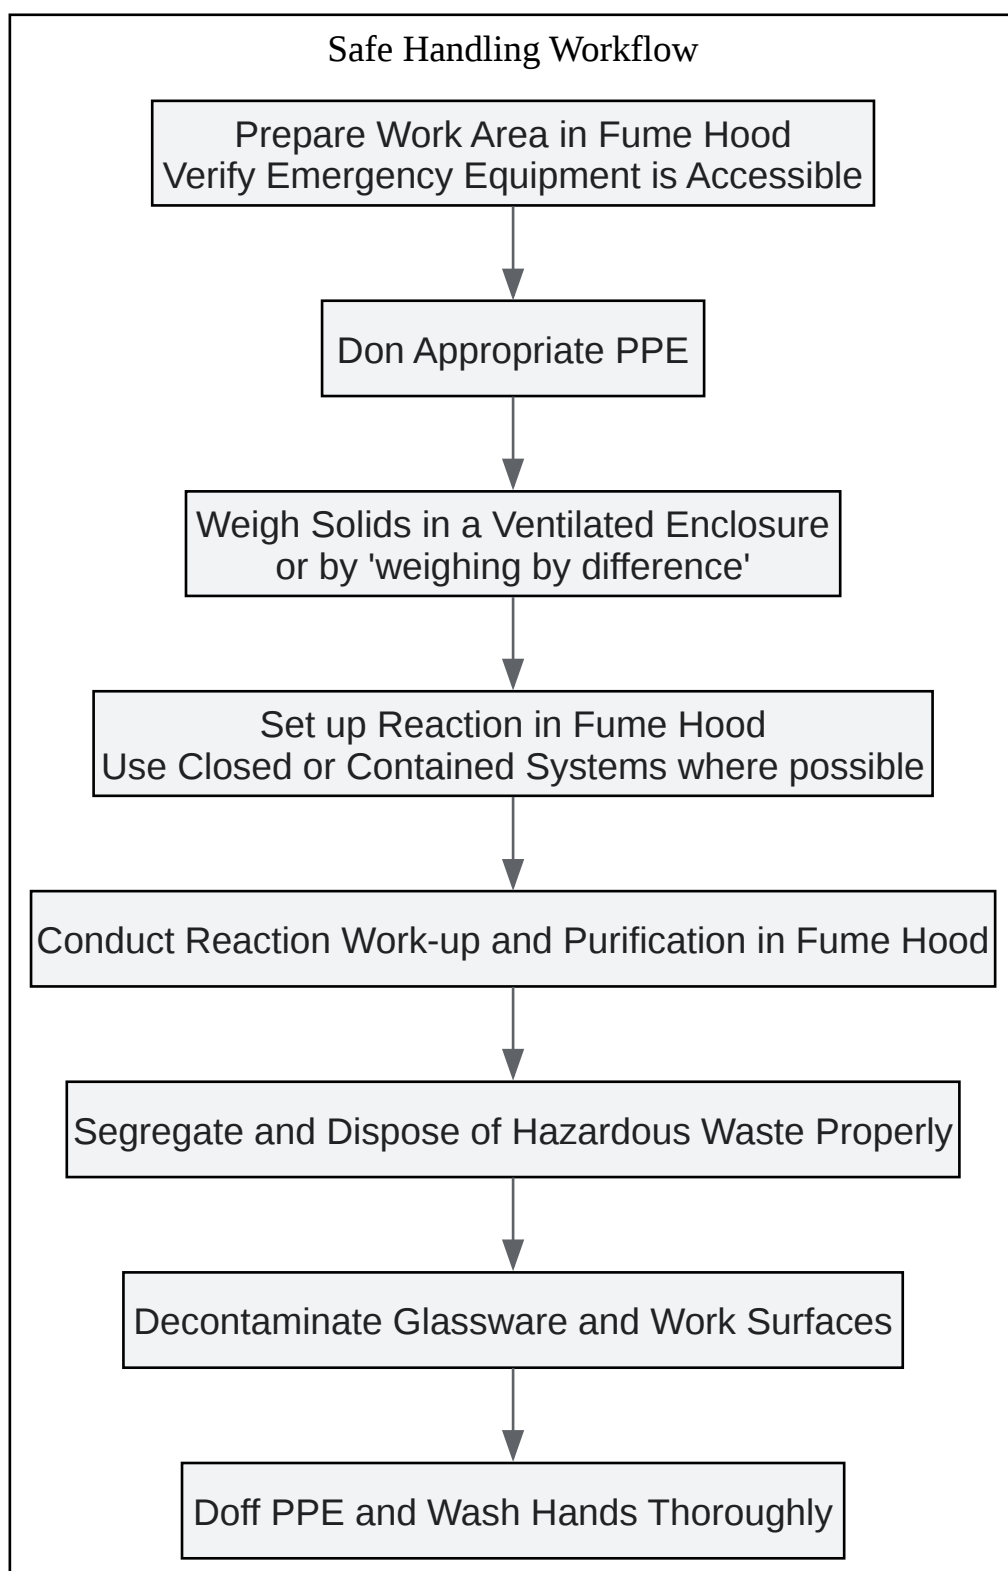 Safe Handling Workflow
Prepare Work Area in Fume Hood
Verify Emergency Equipment is Accessible
Don Appropriate PPE
Weigh Solids in a Ventilated Enclosure
or by 'weighing by difference'
Set up Reaction in Fume Hood
Use Closed or Contained Systems where possible
Conduct Reaction Work-up and Purification in Fume Hood
Segregate and Dispose of Hazardous Waste Properly
Decontaminate Glassware and Work Surfaces
Doff PPE and Wash Hands Thoroughly